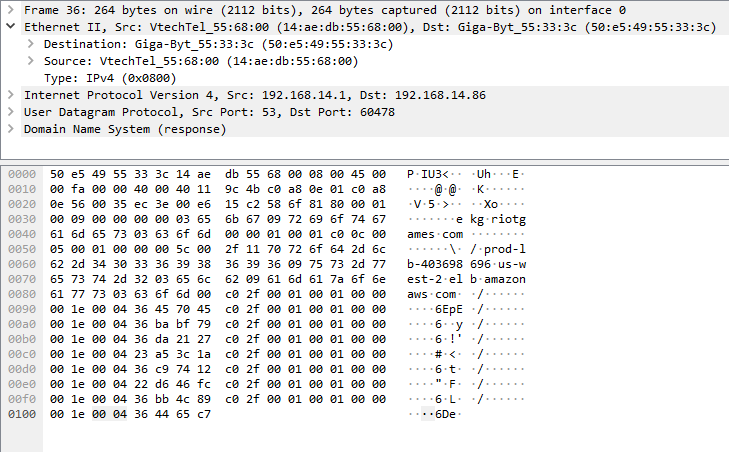 Frame 36: 264 bytes on wire (2112 bits), 264 bytes captured (2112 bits) on interface 0
Ethernet II, Src: VtechTel_55:68:00 (14:ae:db:55:68:00), Dst: Giga-Byt_55:33:3c (50:e5:49:55:33:3c)
Destination: Giga-Byt_55:33:3c (50:e5:49:55:33:3c)
Source: VtechTel_55:68:00 (14:ae:db:55:68:00)
Type: IPv4 (0x0800)
Internet Protocol Version 4, Src: 192.168.14.1, Dst: 192.168.14.86
User Datagram Protocol, Src Port: 53, Dst Port: 60478
Domain Name System (response)
0000 50 e5 49 55 33 3c 14 ae db 55 68 00 08 00 45 00 P·IU3<···Uh···E·
0010 00 fa 00 00 40 00 40 11 9c 4b c0 a8 0e 01 c0 a8 ····@·@··K······
0020 0e 56 00 35 ec 3e 00 e6 15 c2 58 6f 81 80 00 01 ·V·5·>····Xo····
0030 00 09 00 00 00 00 03 65 6b 67 09 72 69 6f 74 67 ·······e kg·riotg
0040 61 6d 65 73 03 63 6f 6d 00 00 01 00 01 c0 0c 00 ames·com ········
0050 05 00 01 00 00 00 5c 00 2f 11 70 72 6f 64 2d 6c ······\· /·prod-l
0060 62 2d 34 30 33 36 39 38 36 39 36 09 75 73 2d 77 b-403698 696·us-w
0070 65 73 74 2d 32 03 65 6c 62 09 61 6d 61 7a 6f 6e est-2·el b·amazon
0080 61 77 73 03 63 6f 6d 00 c0 2f 00 01 00 01 00 00 aws·com· ·/······
0090 00 1e 00 04 36 45 70 45 c0 2f 00 01 00 01 00 00 ····6EpE ·/······
00a0 00 1e 00 04 36 ba bf 79 c0 2f 00 01 00 01 00 00 ····6··y ·/······
00b0 00 1e 00 04 36 da 21 27 c0 2f 00 01 00 01 00 00 ····6·!' ·/······
00c0 00 1e 00 04 23 a5 3c 1a c0 2f 00 01 00 01 00 00 ····#·<· ·/······
00d0 00 1e 00 04 36 c9 74 12 c0 2f 00 01 00 01 00 00 ····6·t· ·/······
00e0 00 1e 00 04 22 d6 46 fc c0 2f 00 01 00 01 00 00 ····"·F· ·/······
00f0 00 1e 00 04 36 bb 4c 89 c0 2f 00 01 00 01 00 00 ····6·L· ·/······
0100 00 1e 00 04 36 44 65 c7 ····6De·